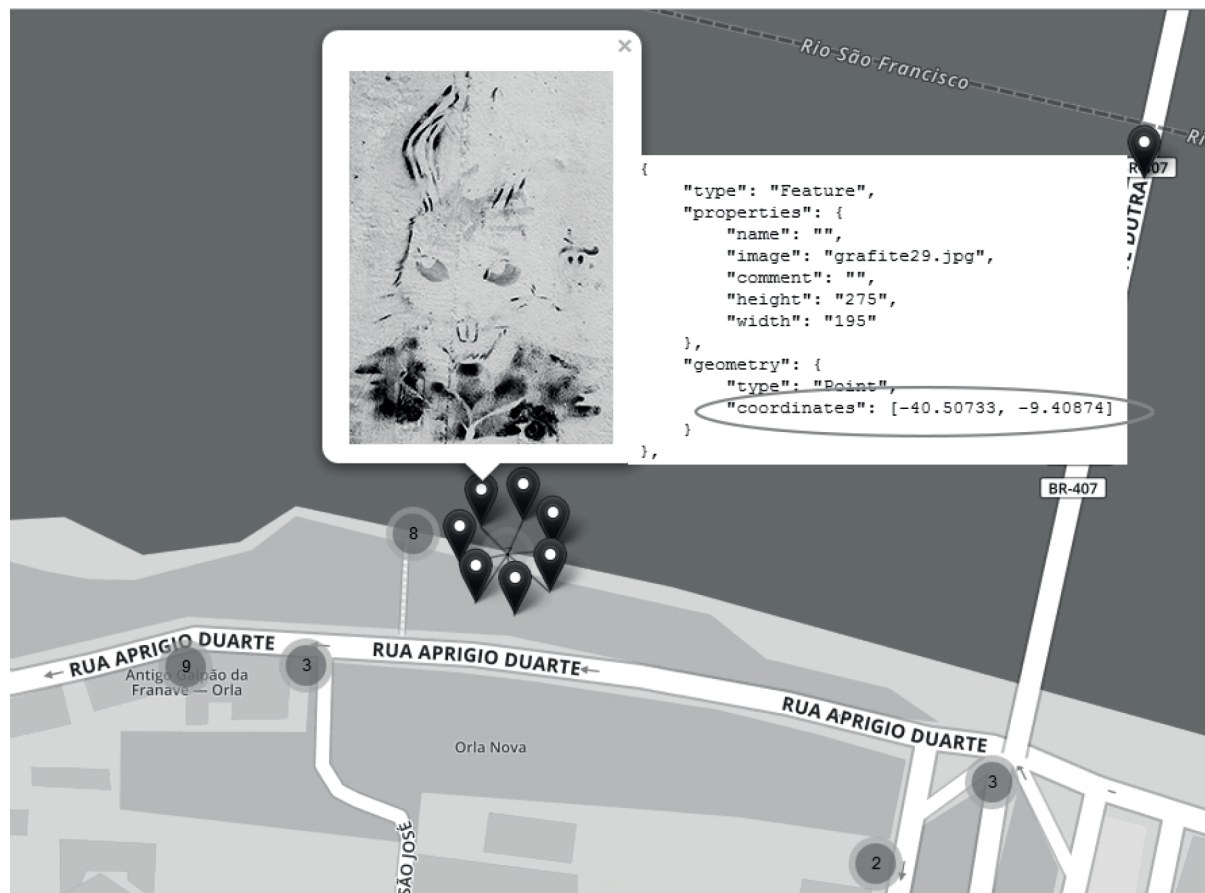 Rio São Francisco
×
{
"type": "Feature",
"properties": {
"name": "",
"image": "grafite29.jpg",
"comment": "",
"height": "275",
"width": "195"
},
"geometry": {
"type": "Point",
"coordinates": [-40.50733, -9.40874]
}
},
DUTRA
BR-407
8
RUA APRIGIO DUARTE
9
3
RUA APRIGIO DUARTE
Antigo Galpão da
Franave — Orla
RUA APRIGIO DUARTE
Orla Nova
3
SÃO JOSÉ
2